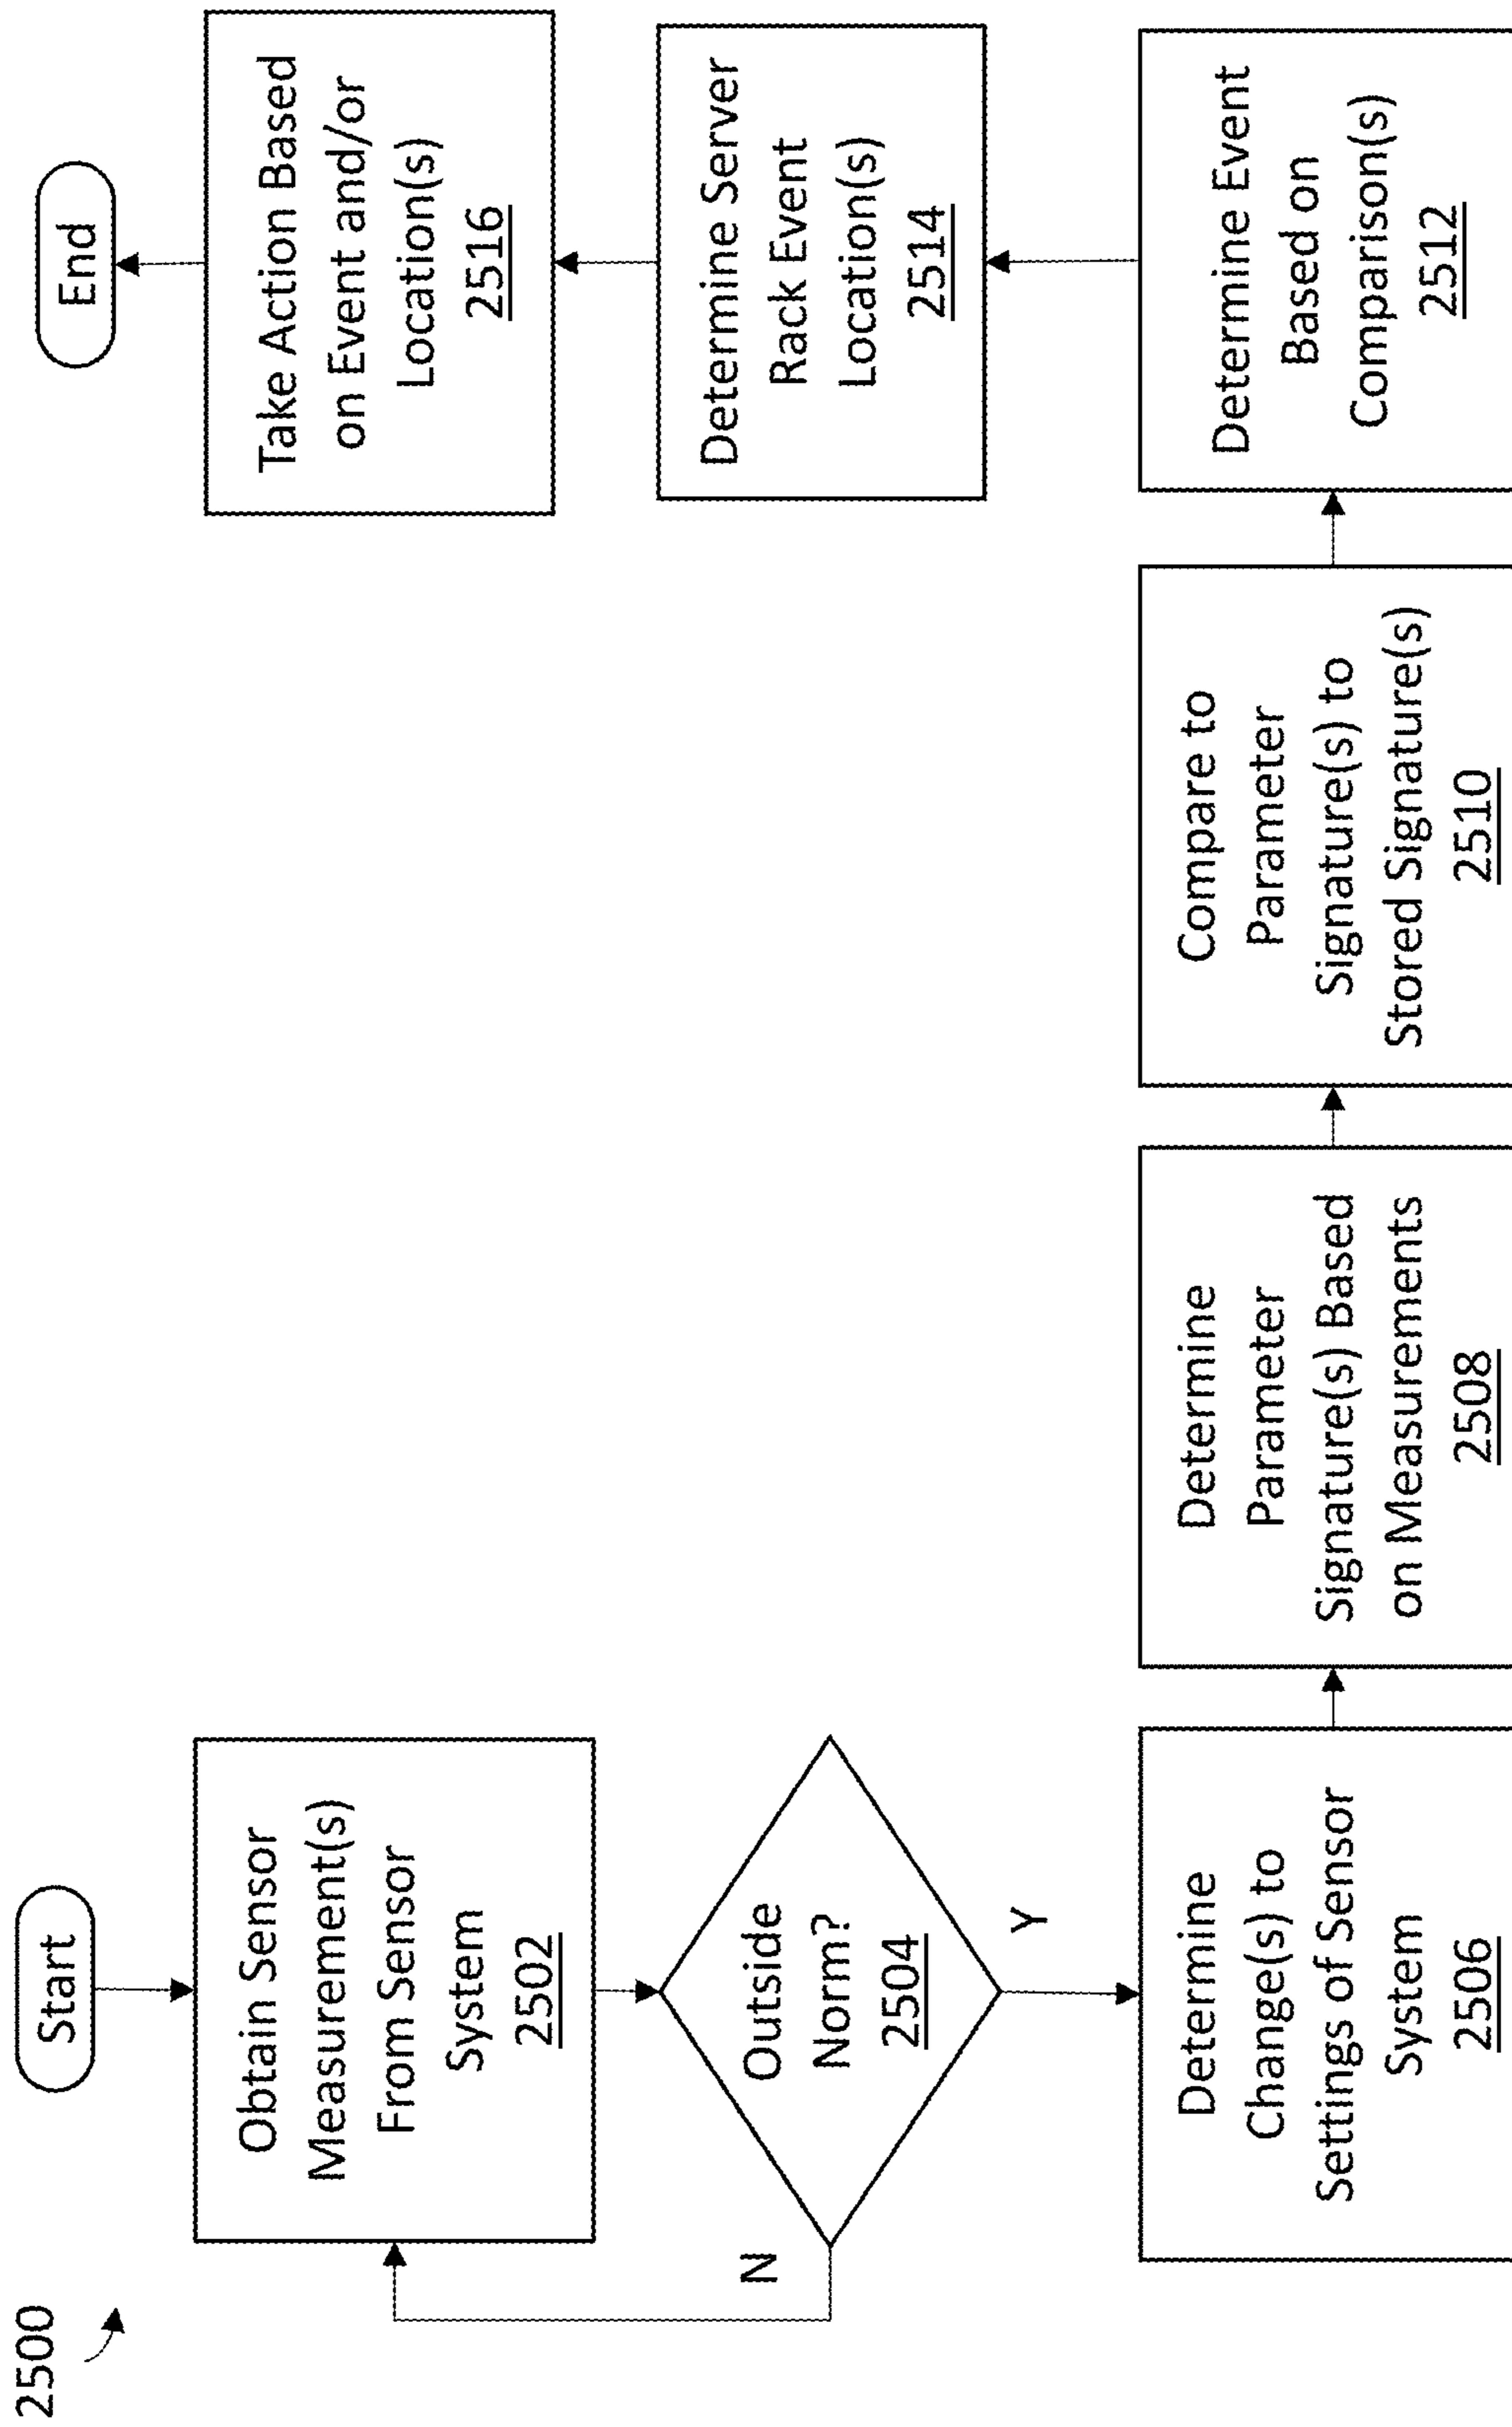 2500
Start
Obtain Sensor
Measurement(s)
From Sensor
System
2502
Outside
Norm?
2504
N
Y
Determine
Change(s) to
Settings of Sensor
System
2506
Determine
Parameter
Signature(s) Based
on Measurements
2508
Compare to
Parameter
Signature(s) to
Stored Signature(s)
2510
Determine Event
Based on
Comparison(s)
2512
Determine Server
Rack Event
Location(s)
2514
Take Action Based
on Event and/or
Location(s)
2516
End